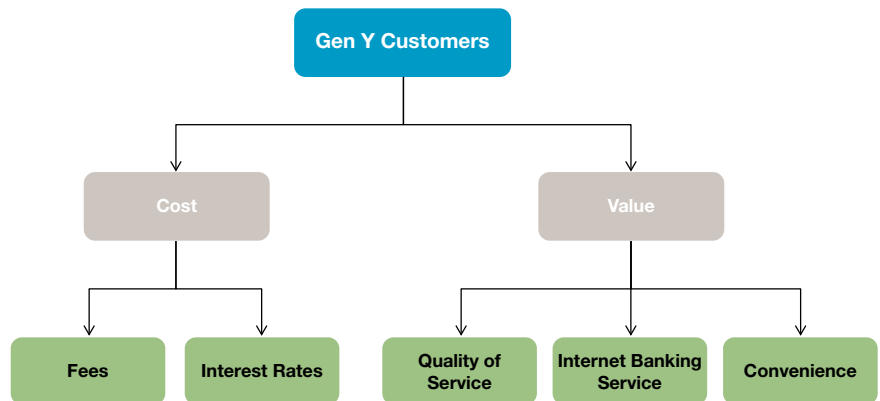 Gen Y Customers
Cost
Value
Fees
Interest Rates
Quality of
Service
Internet Banking
Service
Convenience